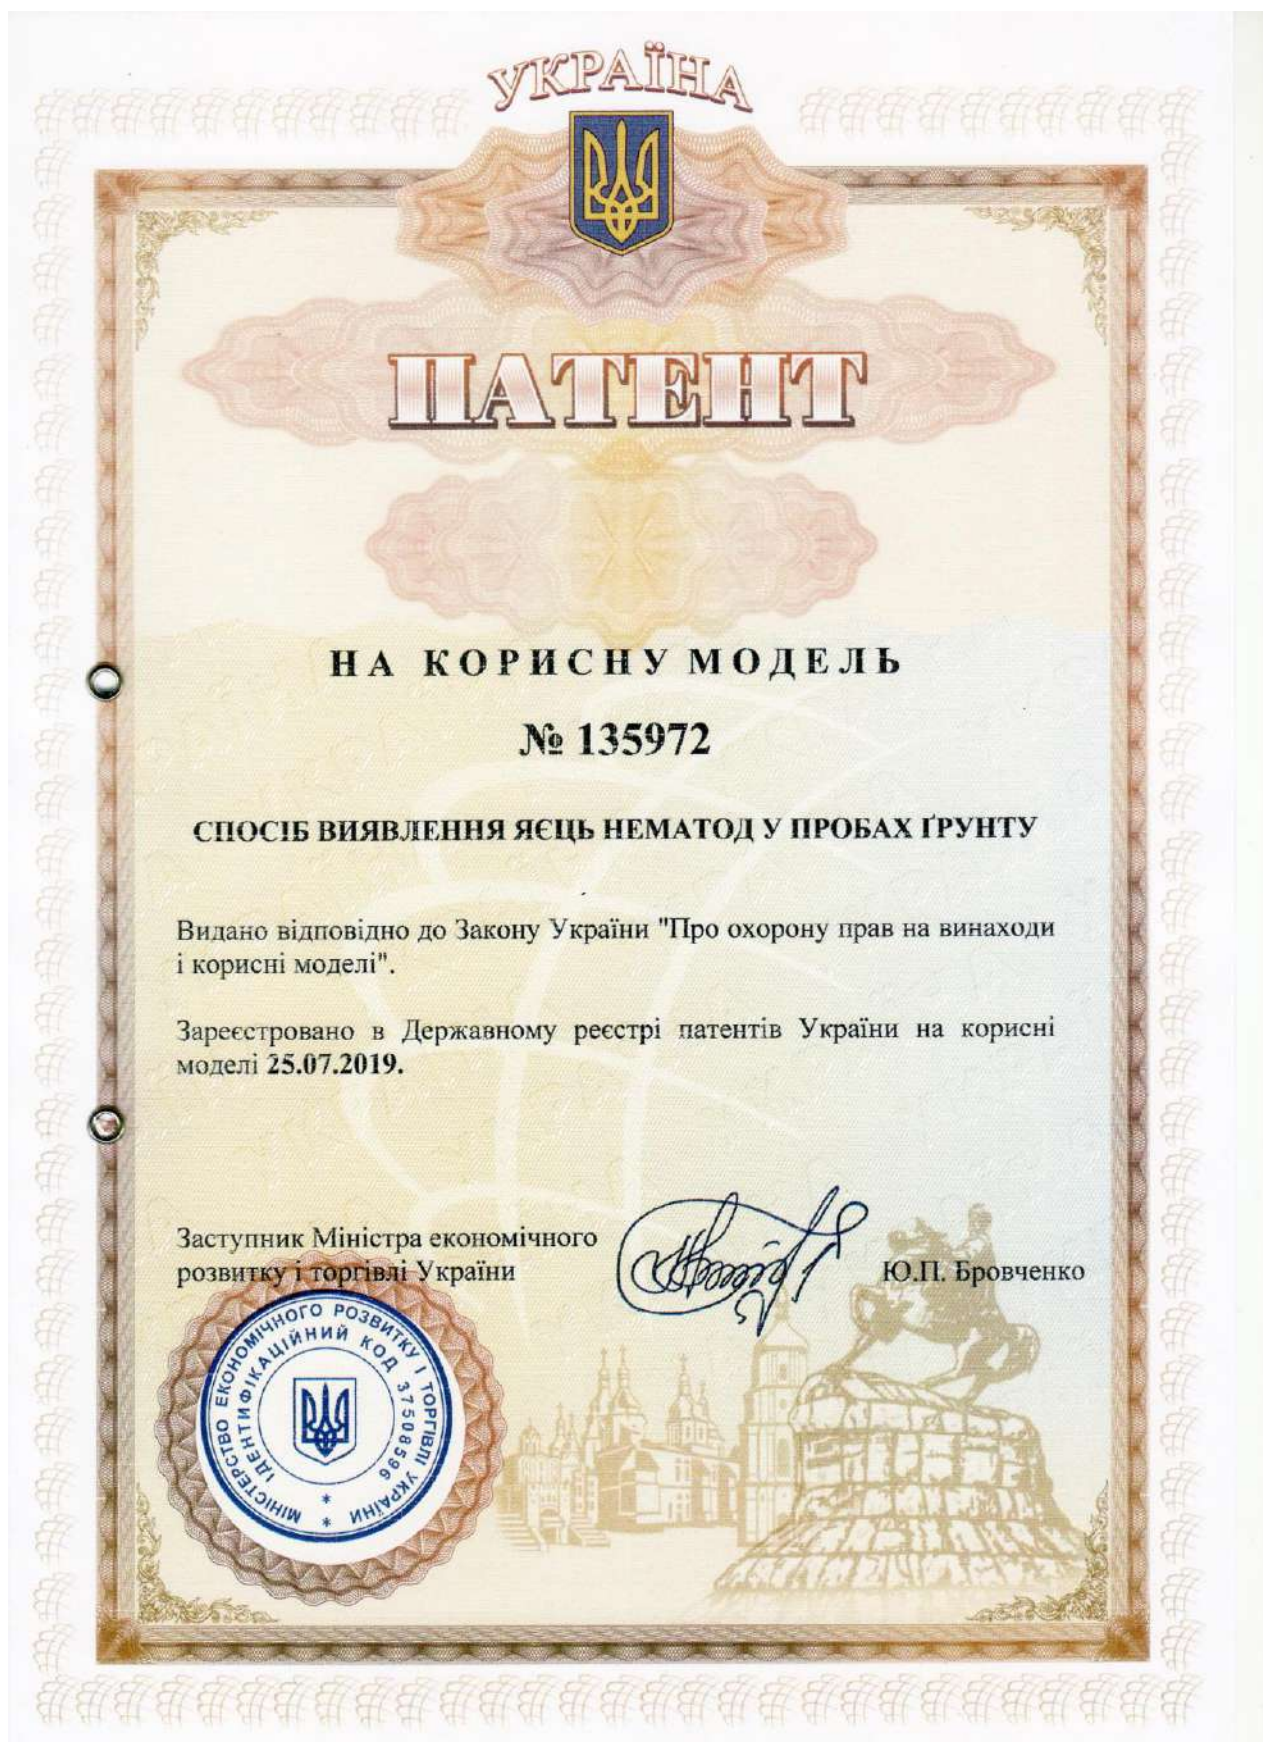 УКРАЇНА
ПАТЕНТ
НА КОРИСНУ МОДЕЛЬ
№ 135972
СПОСІБ ВИЯВЛЕННЯ ЯЄЦЬ НЕМАТОД У ПРОБАХ ҐРУНТУ
Видано відповідно до Закону України "Про охорону прав на винаходи
і корисні моделі".
Зареєстровано в Державному реєстрі патентів України на корисні
моделі 25.07.2019.
Заступник Міністра економічного
розвитку і торгівлі України
Ю.П. Бровченко
МІНІСТЕРСТВО ЕКОНОМІЧНОГО РОЗВИТКУ І ТОРГІВЛІ УКРАЇНИ *
ІДЕНТИФІКАЦІЙНИЙ КОД 37508596 *